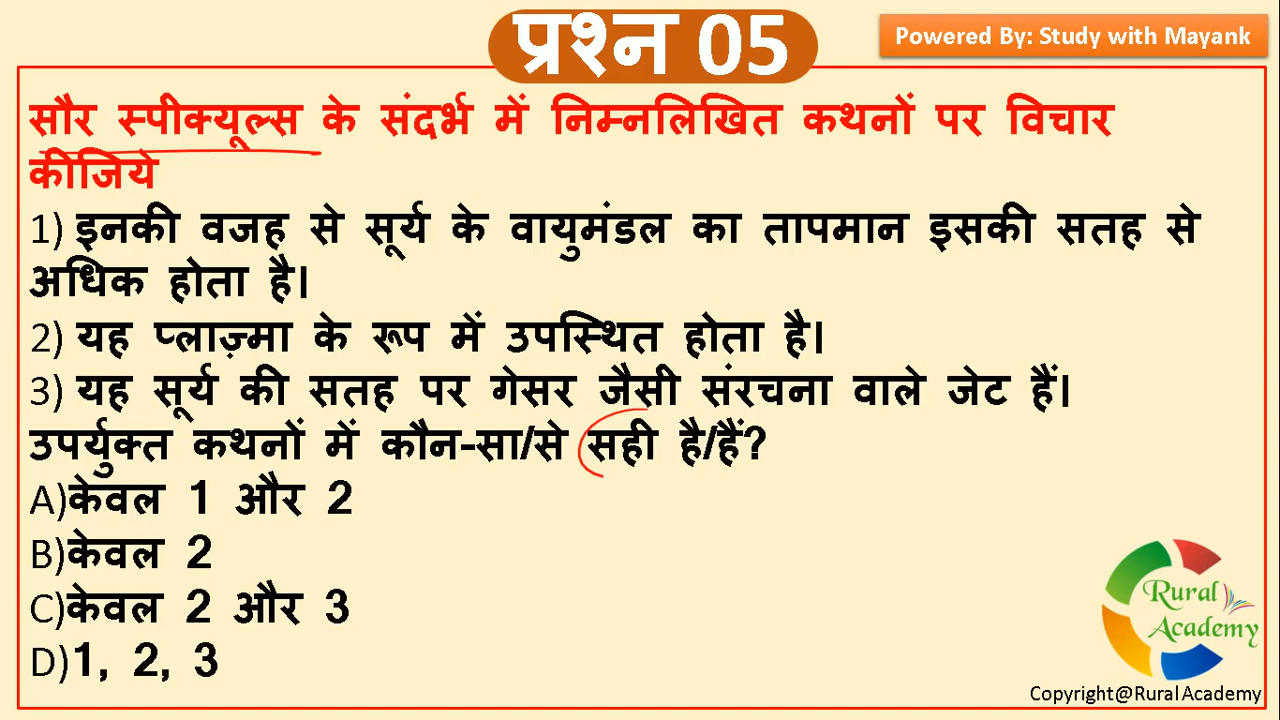 प्रश्न 05
Powered By: Study with Mayank
सौर स्पीक्यूल्स के संदर्भ में निम्नलिखित कथनों पर विचार
कीजिये
1) इनकी वजह से सूर्य के वायुमंडल का तापमान इसकी सतह से
अधिक होता है।
2) यह प्लाज़्मा के रूप में उपस्थित होता है।
3) यह सूर्य की सतह पर गेसर जैसी संरचना वाले जेट हैं।
उपर्युक्त कथनों में कौन-सा/से सही है/हैं?
A)केवल 1 और 2
B)केवल 2
C)केवल 2 और 3
D)1, 2, 3
Rural
Academy
Copyright@Rural Academy